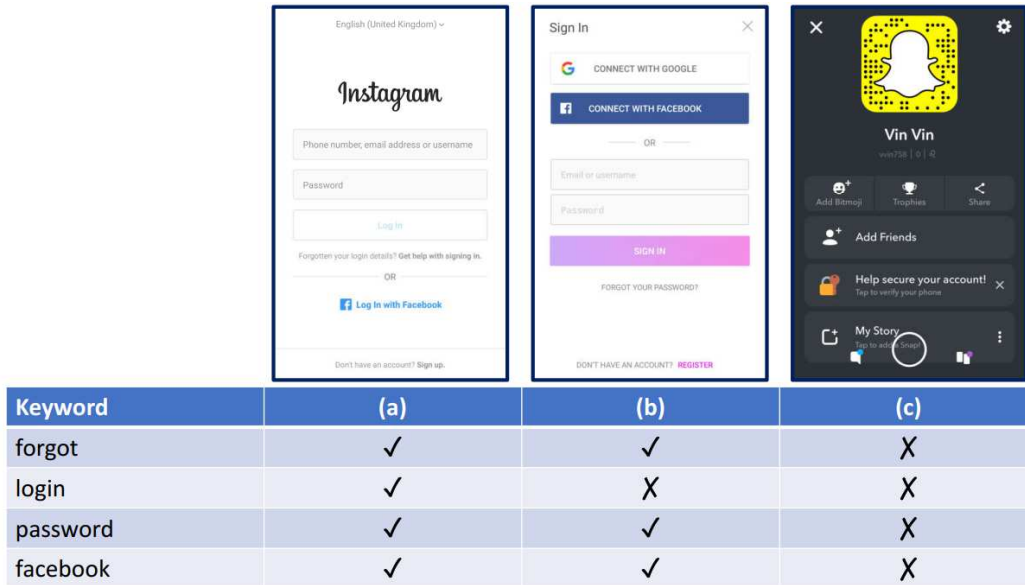 English (United Kingdom)
Instagram
Phone number, email address or username
Password
Log In
Forgotten your login details? Get help with signing in.
OR
Log In with Facebook
Don't have an account? Sign up.
Sign In
CONNECT WITH GOOGLE
CONNECT WITH FACEBOOK
OR
Email or username
Password
SIGN IN
FORGOT YOUR PASSWORD?
DON'T HAVE AN ACCOUNT? REGISTER
Vin Vin
Add Bitmoji Trophies Share
Add Friends
Help secure your account!
Tap to verify your phone
My Story
Tap to add a Snap!
Keyword (a) (b) (c)
forgot ✓ ✓ ✗
login ✓ ✗ ✗
password ✓ ✓ ✗
facebook ✓ ✓ ✗